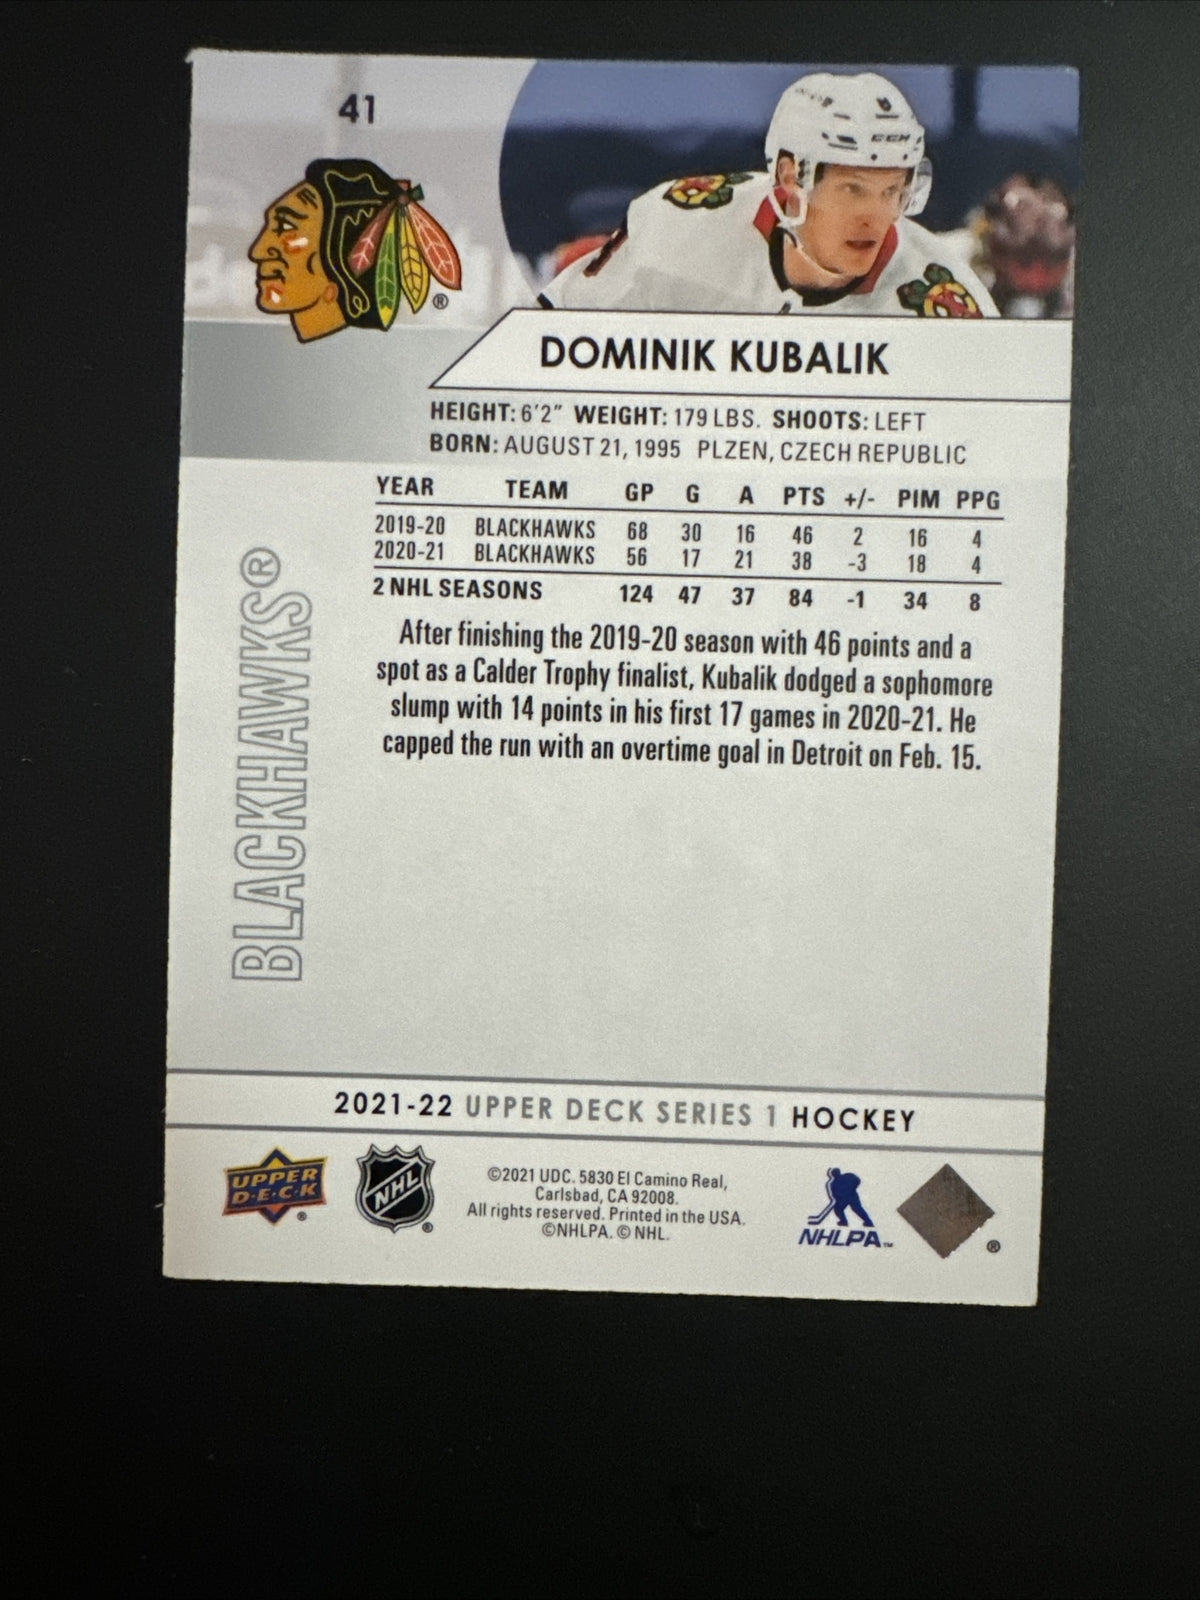 41
CCM
®
DOMINIK KUBALIK
HEIGHT: 6'2" WEIGHT: 179 LBS. SHOOTS: LEFT
BORN: AUGUST 21, 1995 PLZEN, CZECH REPUBLIC
YEAR TEAM GP G A PTS +/- PIM PPG
2019-20 BLACKHAWKS 68 30 16 46 2 16 4
2020-21 BLACKHAWKS 56 17 21 38 -3 18 4
2 NHL SEASONS 124 47 37 84 -1 34 8
After finishing the 2019-20 season with 46 points and a
spot as a Calder Trophy finalist, Kubalik dodged a sophomore
slump with 14 points in his first 17 games in 2020-21. He
capped the run with an overtime goal in Detroit on Feb. 15.
BLACKHAWKS®
2021-22 UPPER DECK SERIES 1 HOCKEY
UPPER
D·E·C·K
®
NHL
®
©2021 UDC. 5830 El Camino Real,
Carlsbad, CA 92008.
All rights reserved. Printed in the USA.
©NHLPA. © NHL.
NHLPA™
®